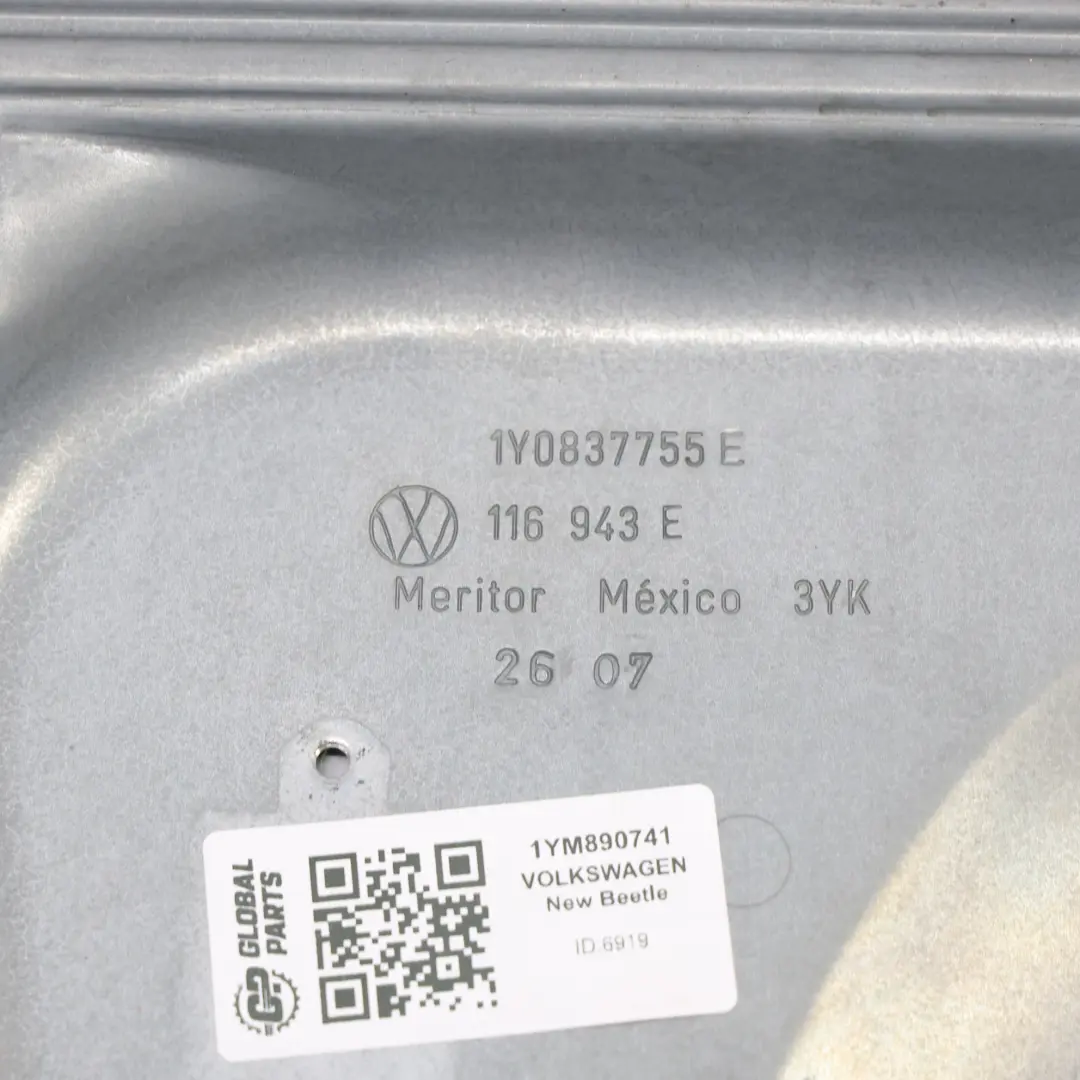 1Y0837755 E
116 943 E
Meritor México 3YK
26 07
GLOBAL
PARTS
1YM890741
VOLKSWAGEN
New Beetle
ID:6919